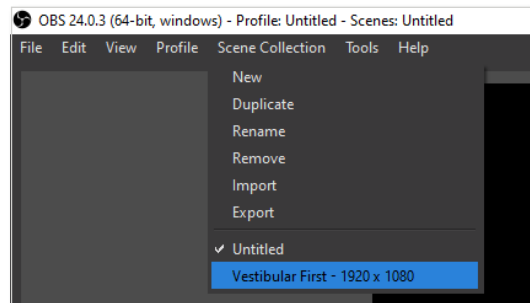 OBS 24.0.3 (64-bit, windows) - Profile: Untitled - Scenes: Untitled
File Edit View Profile Scene Collection Tools Help
New
Duplicate
Rename
Remove
Import
Export
✓ Untitled
Vestibular First - 1920 x 1080